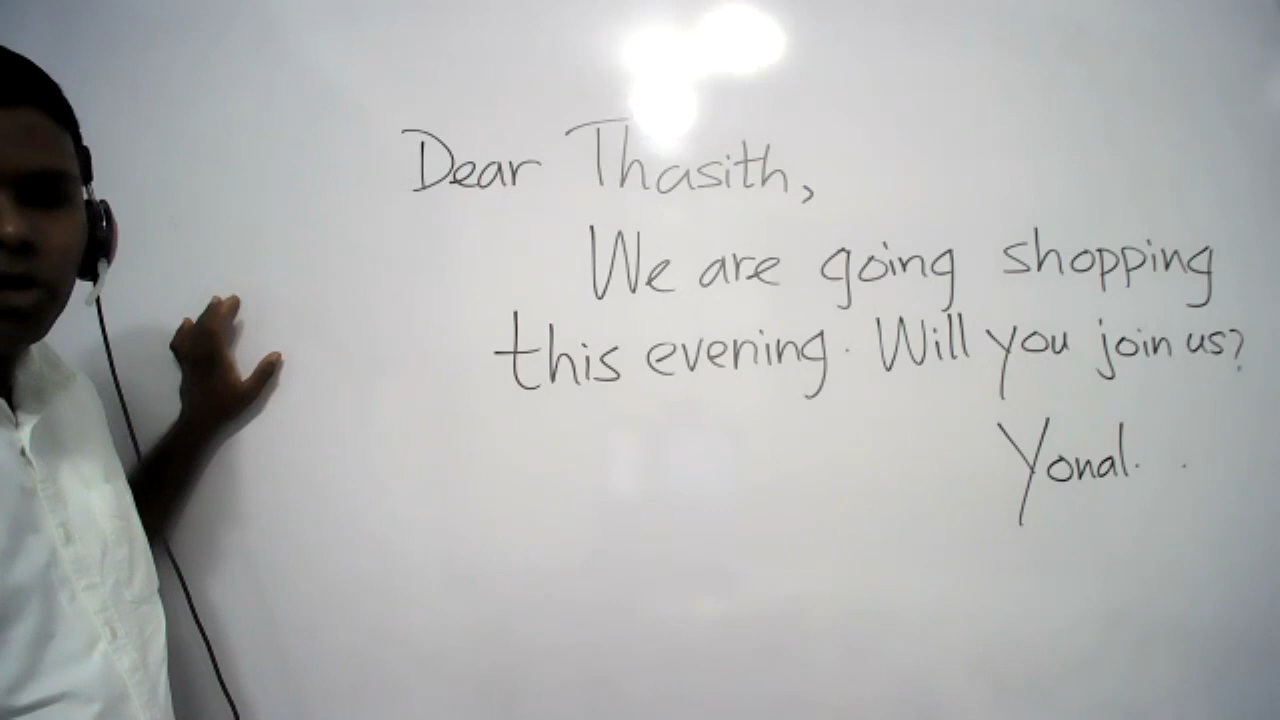 Dear Thasith,
We are going shopping
this evening. Will you join us?
Yonal.